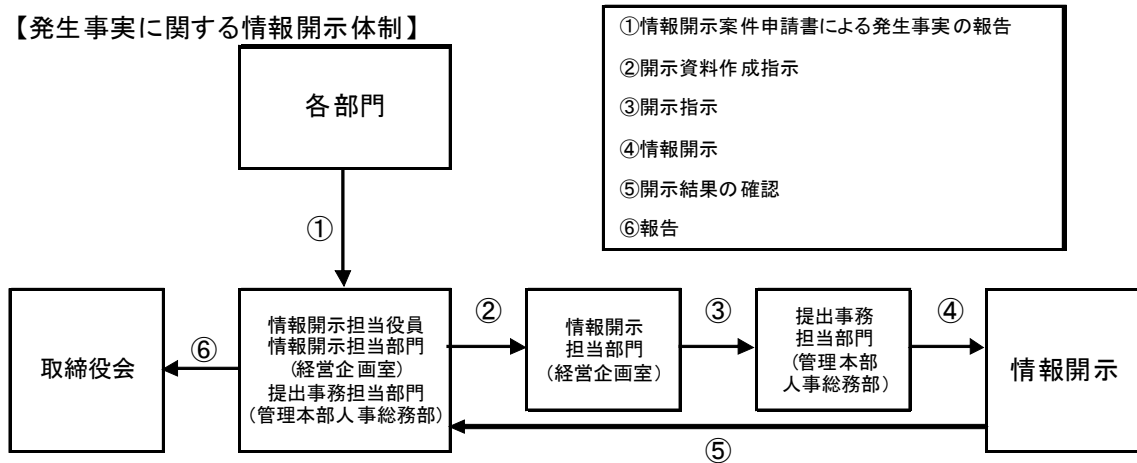 【発生事実に関する情報開示体制】
①情報開示案件申請書による発生事実の報告
②開示資料作成指示
③開示指示
④情報開示
⑤開示結果の確認
⑥報告
各部門
①
取締役会
⑥
情報開示担当役員
情報開示担当部門
(経営企画室)
提出事務担当部門
(管理本部人事総務部)
②
情報開示
担当部門
(経営企画室)
③
提出事務
担当部門
(管理本部
人事総務部)
④
情報開示
⑤